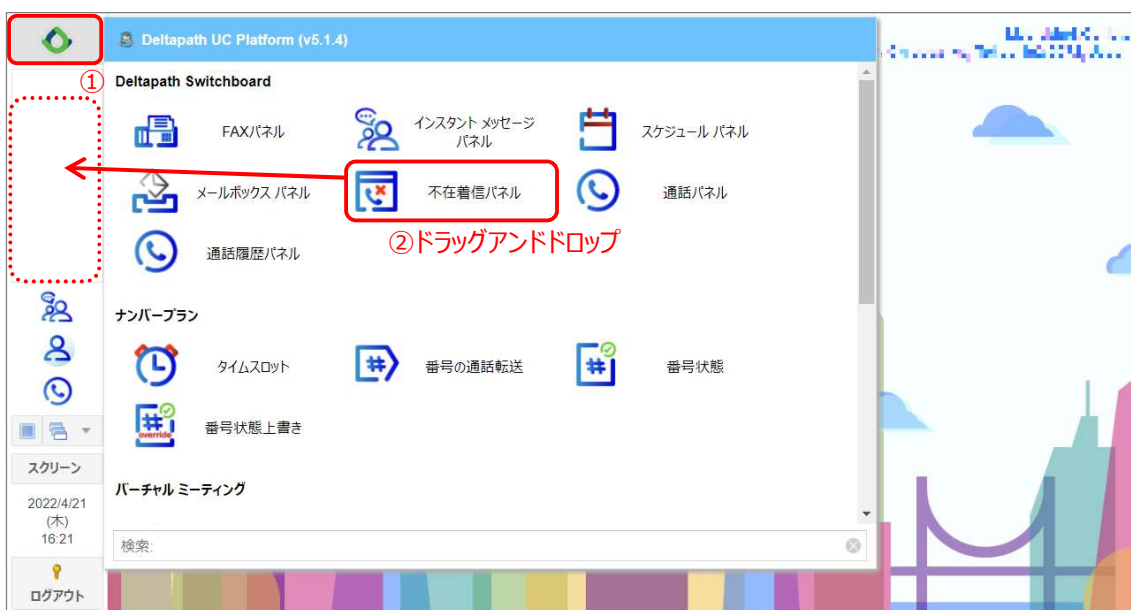 Deltapath UC Platform (v5.1.4)
①
Deltapath Switchboard
FAXパネル
インスタント メッセージ
パネル
スケジュール パネル
メールボックス パネル
不在着信パネル
通話パネル
②ドラッグアンドドロップ
通話履歴パネル
ナンバープラン
タイムスロット
番号の通話転送
番号状態
override
番号状態上書き
バーチャル ミーティング
検索:
スクリーン
2022/4/21
(木)
16:21
ログアウト